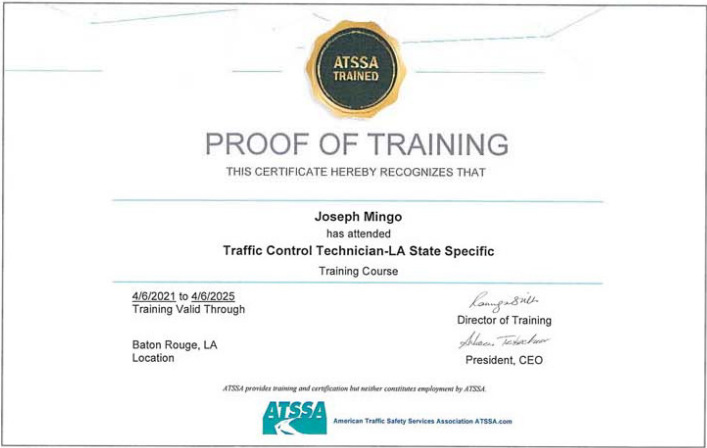 ATSSA
TRAINED
PROOF OF TRAINING
THIS CERTIFICATE HEREBY RECOGNIZES THAT
Joseph Mingo
has attended
Traffic Control Technician-LA State Specific
Training Course
4/6/2021 to 4/6/2025
Training Valid Through
Director of Training
Baton Rouge, LA
Location
President, CEO
ATSSA provides training and certification but neither constitutes employment by ATSSA.
ATSSA
American Traffic Safety Services Association ATSSA.com